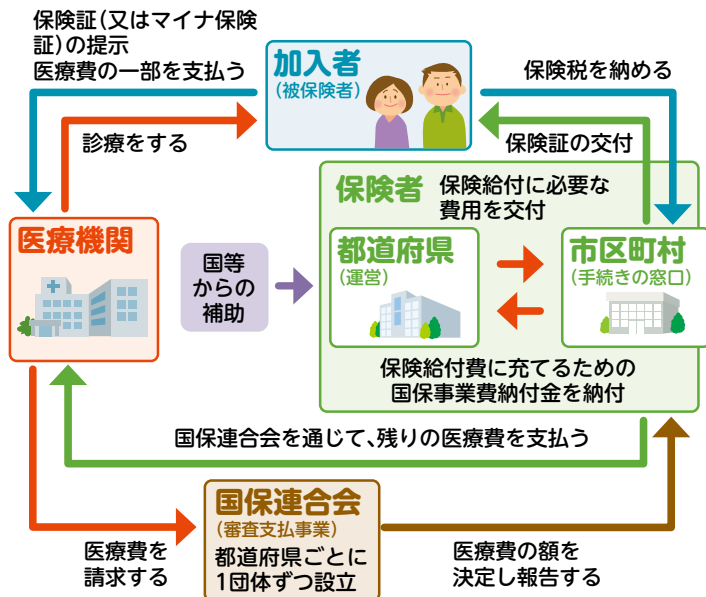 保険証（又はマイナ保険
証）の提示
医療費の一部を支払う
加入者
（被保険者）
保険税を納める
診療をする
保険証の交付
保険者
保険給付に必要な
費用を交付
医療機関
国等
からの
補助
都道府県
（運営）
市区町村
（手続きの窓口）
保険給付費に充てるための
国保事業費納付金を納付
国保連合会を通じて、残りの医療費を支払う
国保連合会
（審査支払事業）
都道府県ごとに
1団体ずつ設立
医療費を
請求する
医療費の額を
決定し報告する